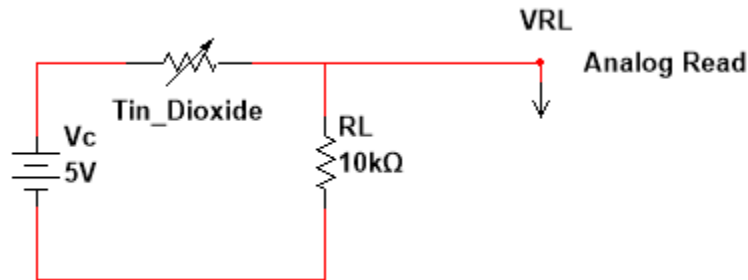 VRL
Analog Read
Tin_Dioxide
Vc
5V
RL
10kΩ